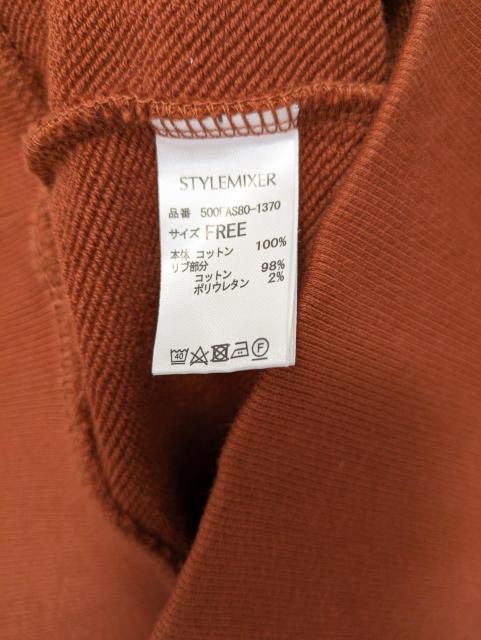 STYLEMIXER
品番 500FAS80-1370
サイズ FREE
本体 コットン 100%
リブ部分
コットン 98%
ポリウレタン 2%
40 F